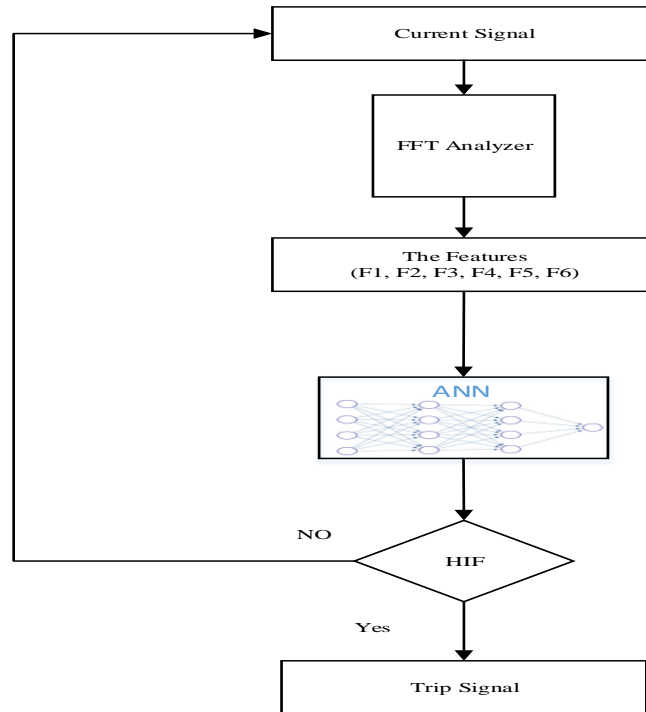 Current Signal
FFT Analyzer
The Features
(F1, F2, F3, F4, F5, F6)
ANN
NO
HIF
Yes
Trip Signal